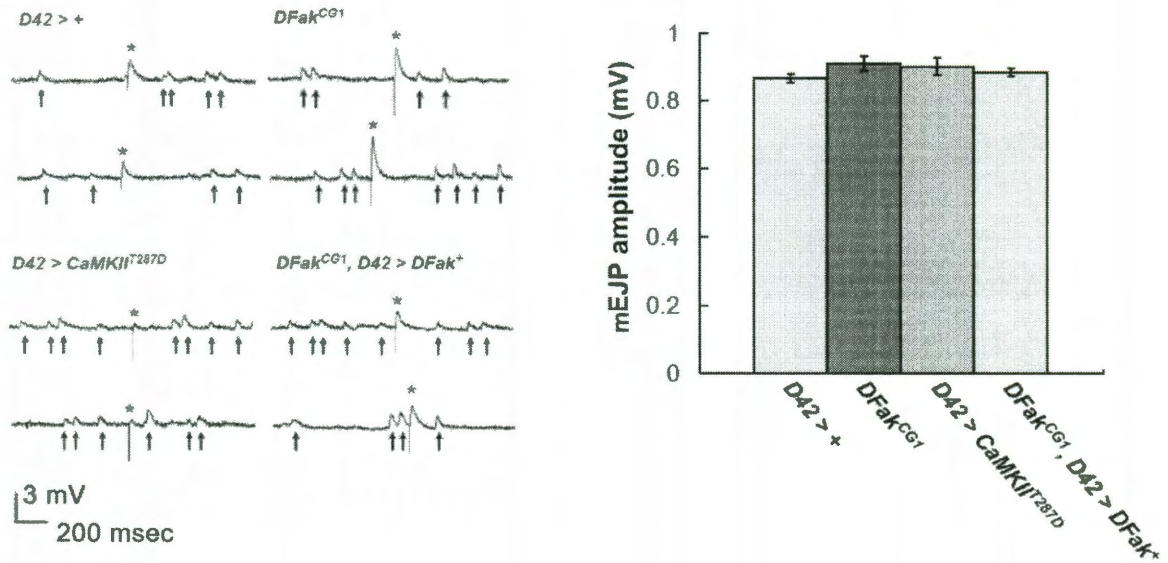 D42 > +
DFak^CG1
*
*
*
*
D42 > CaMKII^T287D
DFak^CG1, D42 > DFak^+
*
*
*
*
3 mV
200 msec
mEJP amplitude (mV)
1
0.8
0.6
0.4
0.2
0
D42 > +
DFak^CG1
D42 > CaMKII^T287D
DFak^CG1, D42 > DFak^+